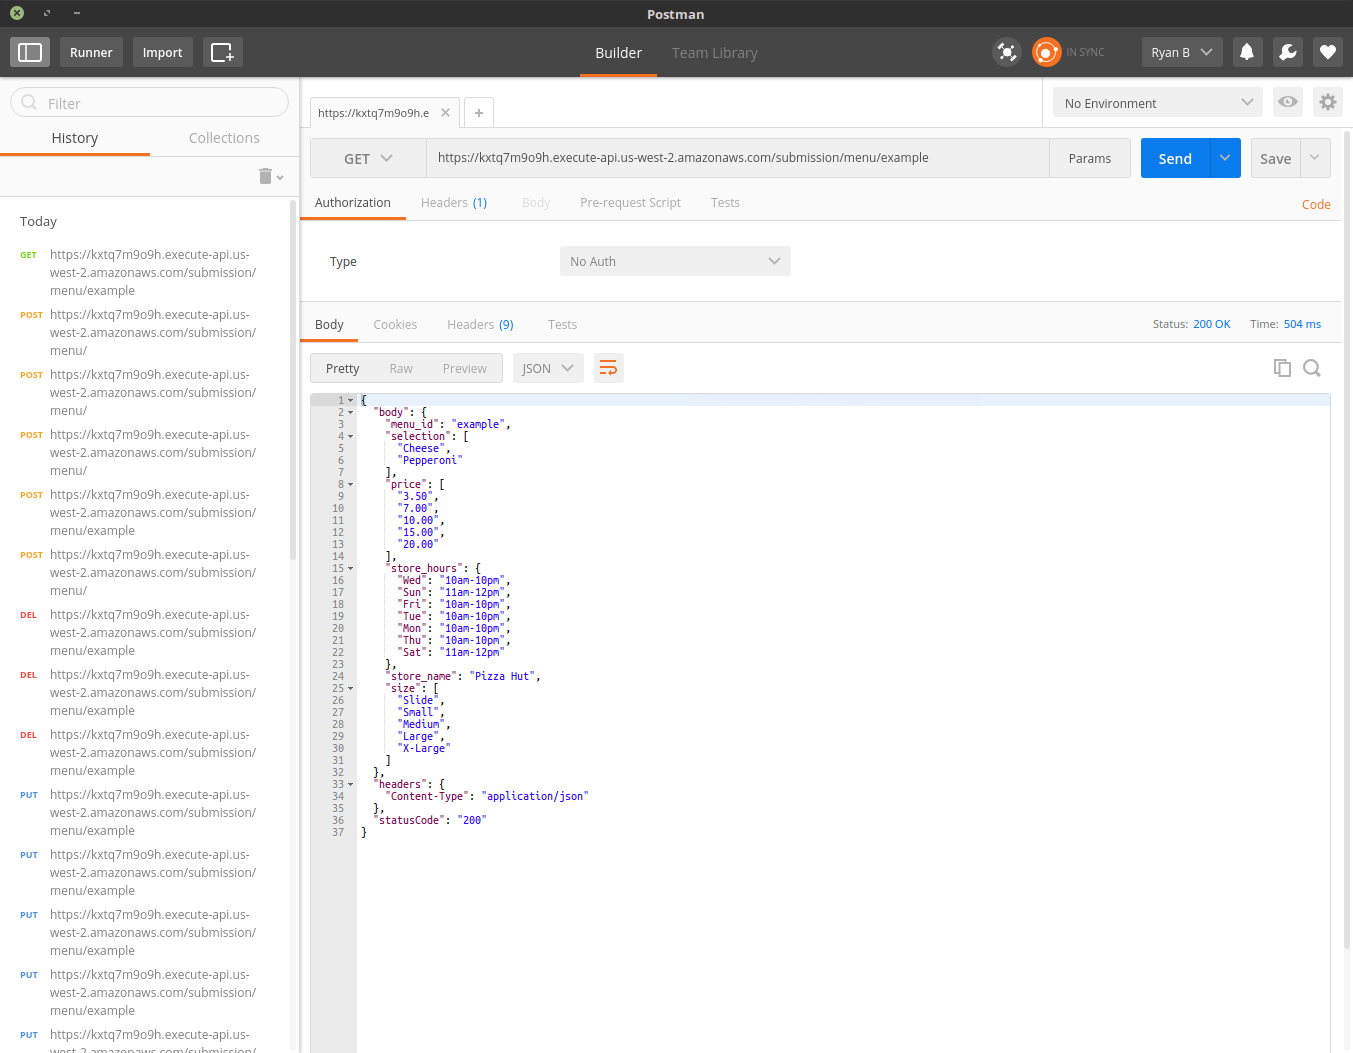 Postman
Runner
Import
Builder
Team Library
IN SYNC
Ryan B
Filter
History
Collections
Today
GET https://kxtq7m9o9h.execute-api.us-
west-2.amazonaws.com/submission/
menu/example
POST https://kxtq7m9o9h.execute-api.us-
west-2.amazonaws.com/submission/
menu/
POST https://kxtq7m9o9h.execute-api.us-
west-2.amazonaws.com/submission/
menu/
POST https://kxtq7m9o9h.execute-api.us-
west-2.amazonaws.com/submission/
menu/
POST https://kxtq7m9o9h.execute-api.us-
west-2.amazonaws.com/submission/
menu/example
POST https://kxtq7m9o9h.execute-api.us-
west-2.amazonaws.com/submission/
menu/
DEL https://kxtq7m9o9h.execute-api.us-
west-2.amazonaws.com/submission/
menu/example
DEL https://kxtq7m9o9h.execute-api.us-
west-2.amazonaws.com/submission/
menu/example
DEL https://kxtq7m9o9h.execute-api.us-
west-2.amazonaws.com/submission/
menu/example
PUT https://kxtq7m9o9h.execute-api.us-
west-2.amazonaws.com/submission/
menu/example
PUT https://kxtq7m9o9h.execute-api.us-
west-2.amazonaws.com/submission/
menu/example
PUT https://kxtq7m9o9h.execute-api.us-
west-2.amazonaws.com/submission/
menu/example
PUT https://kxtq7m9o9h.execute-api.us-
west-2.amazonaws.com/submission/
menu/example
PUT https://kxtq7m9o9h.execute-api.us-
west-2.amazonaws.com/submission/
https://kxtq7m9o9h.e
No Environment
GET https://kxtq7m9o9h.execute-api.us-west-2.amazonaws.com/submission/menu/example Params Send Save
Authorization Headers (1) Body Pre-request Script Tests Code
Type No Auth
Body Cookies Headers (9) Tests Status: 200 OK Time: 504 ms
Pretty Raw Preview JSON
1 {
2 "body": {
3 "menu_id": "example",
4 "selection": [
5 "Cheese",
6 "Pepperoni"
7 ],
8 "price": [
9 "3.50",
10 "7.00",
11 "10.00",
12 "15.00",
13 "20.00"
14 ],
15 "store_hours": {
16 "Wed": "10am-10pm",
17 "Sun": "11am-12pm",
18 "Fri": "10am-10pm",
19 "Tue": "10am-10pm",
20 "Mon": "10am-10pm",
21 "Thu": "10am-10pm",
22 "Sat": "11am-12pm"
23 },
24 "store_name": "Pizza Hut",
25 "size": [
26 "Slide",
27 "Small",
28 "Medium",
29 "Large",
30 "X-Large"
31 ]
32 },
33 "headers": {
34 "Content-Type": "application/json"
35 },
36 "statusCode": "200"
37 }